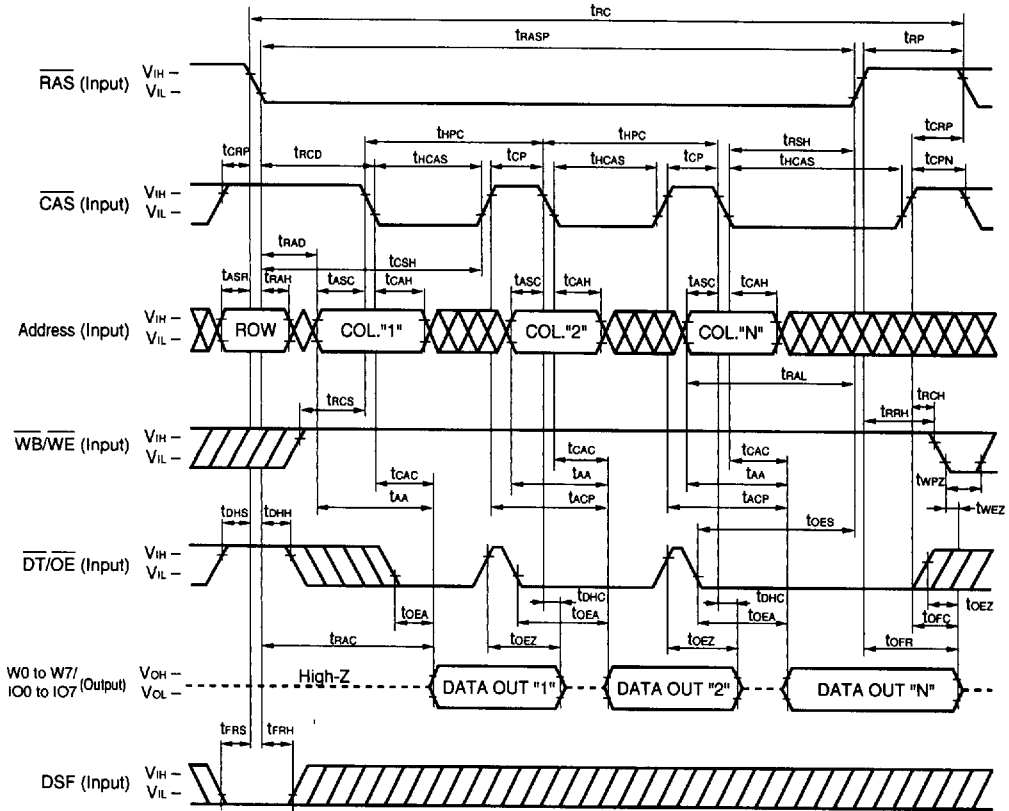 tRC
tRASP tRP
RAS (Input) VIH – VIL –
tHPC tHPC tRSH tCRP
tCRP tRCD tHCAS tCP tHCAS tCP tHCAS tCPN
CAS (Input) VIH – VIL –
tRAD tCSH
tASR tRAH tASC tCAH tASC tCAH tASC tCAH
Address (Input) VIH – VIL – ROW COL."1" COL."2" COL."N"
tRAL
tRCS tRCH
tRRH
WB/WE (Input) VIH – VIL –
tCAC tCAC tCAC
tAA tAA tAA tWPZ
tACP tACP
tDHS tDHH tOES tWEZ
DT/OE (Input) VIH – VIL –
tDHC tDHC
tOEA tOEA tOEA tOEZ
tRAC tOEZ tOEZ tOFC
tOFR
W0 to W7/ IO0 to IO7 (Output) VOH – VOL – High-Z DATA OUT "1" DATA OUT "2" DATA OUT "N"
tFRS tFRH
DSF (Input) VIH – VIL –